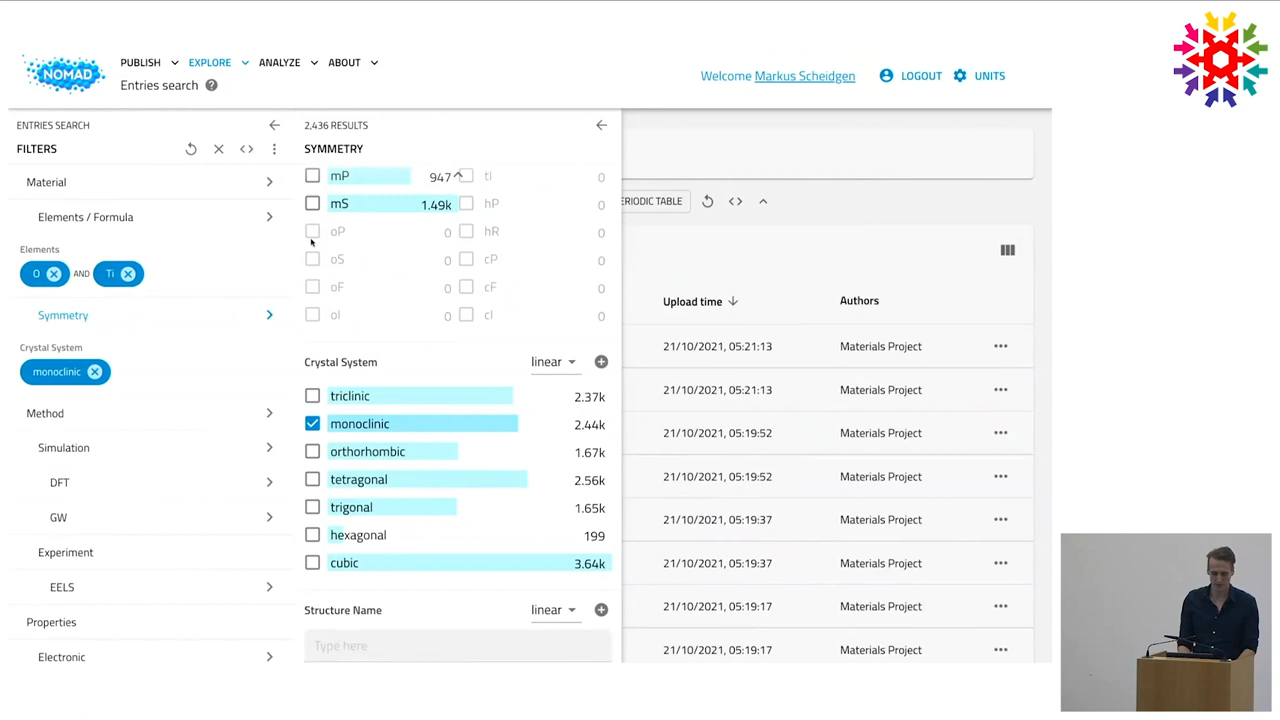 NOMAD
PUBLISH EXPLORE ANALYZE ABOUT
Entries search ?
Welcome Markus Scheidgen LOGOUT UNITS
ENTRIES SEARCH
FILTERS
Material
Elements / Formula
Elements
O AND Ti
Symmetry
Crystal System
monoclinic
Method
Simulation
DFT
GW
Experiment
EELS
Properties
Electronic
2,436 RESULTS
SYMMETRY
mP 947 tI 0
mS 1.49k hP 0
oP 0 hR 0
oS 0 cP 0
oF 0 cF 0
oI 0 cI 0
Crystal System linear
triclinic 2.37k
monoclinic 2.44k
orthorhombic 1.67k
tetragonal 2.56k
trigonal 1.65k
hexagonal 199
cubic 3.64k
Structure Name linear
Type here
ERIODIC TABLE
Upload time Authors
21/10/2021, 05:21:13 Materials Project
21/10/2021, 05:21:13 Materials Project
21/10/2021, 05:19:52 Materials Project
21/10/2021, 05:19:52 Materials Project
21/10/2021, 05:19:37 Materials Project
21/10/2021, 05:19:37 Materials Project
21/10/2021, 05:19:17 Materials Project
21/10/2021, 05:19:17 Materials Project